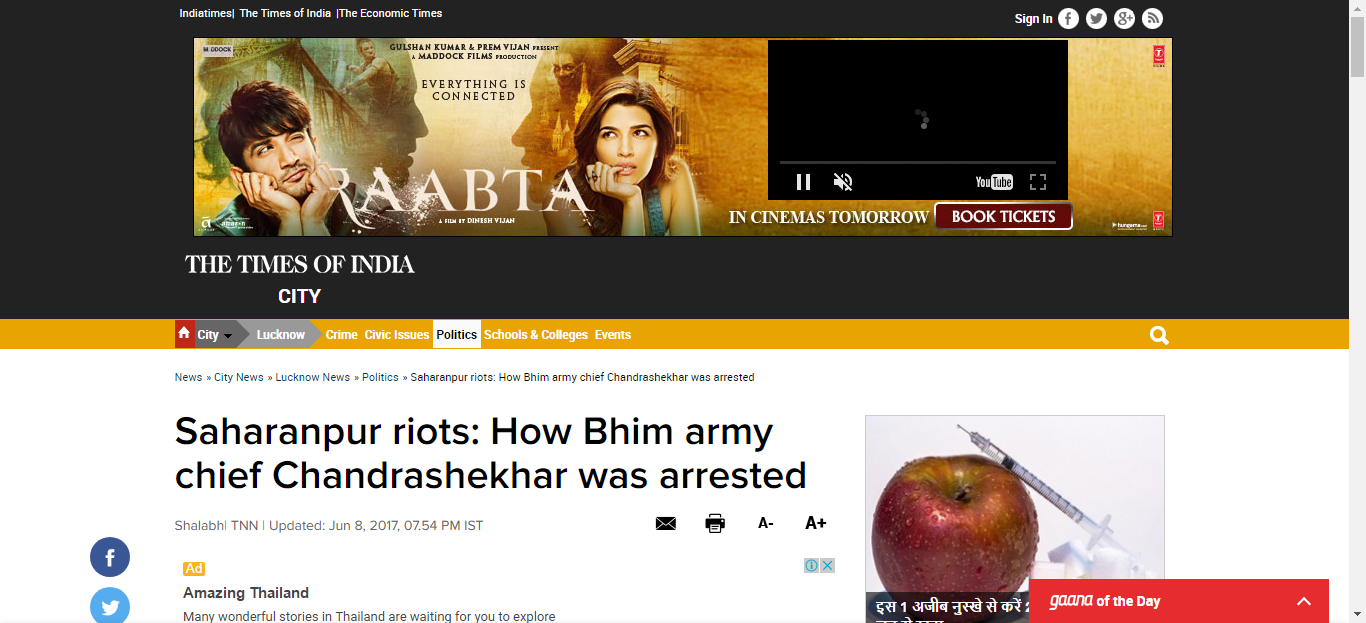 Indiatimes| The Times of India |The Economic Times
Sign In
MADDOCK
GULSHAN KUMAR & PREM VIJAN PRESENT
A MADDOCK FILMS PRODUCTION
EVERYTHING IS
CONNECTED
RAABTA
A FILM BY DINESH VIJAN
YouTube
IN CINEMAS TOMORROW BOOK TICKETS
hungama.com
THE TIMES OF INDIA
CITY
City Lucknow Crime Civic Issues Politics Schools & Colleges Events
News » City News » Lucknow News » Politics » Saharanpur riots: How Bhim army chief Chandrashekhar was arrested
Saharanpur riots: How Bhim army
chief Chandrashekhar was arrested
Shalabh| TNN | Updated: Jun 8, 2017, 07.54 PM IST
A- A+
Ad
Amazing Thailand
Many wonderful stories in Thailand are waiting for you to explore
इस 1 अजीब नुस्खे से करें 2
gaana of the Day